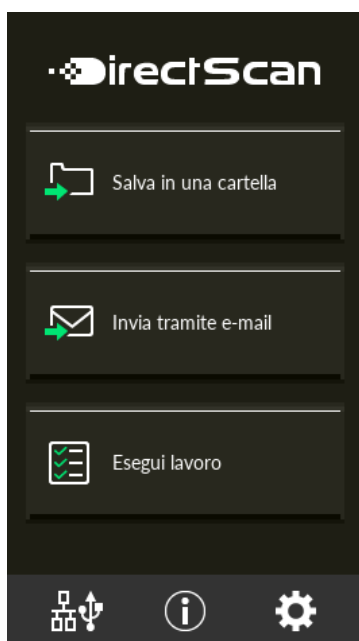 DirectScan
Salva in una cartella
Invia tramite e-mail
Esegui lavoro